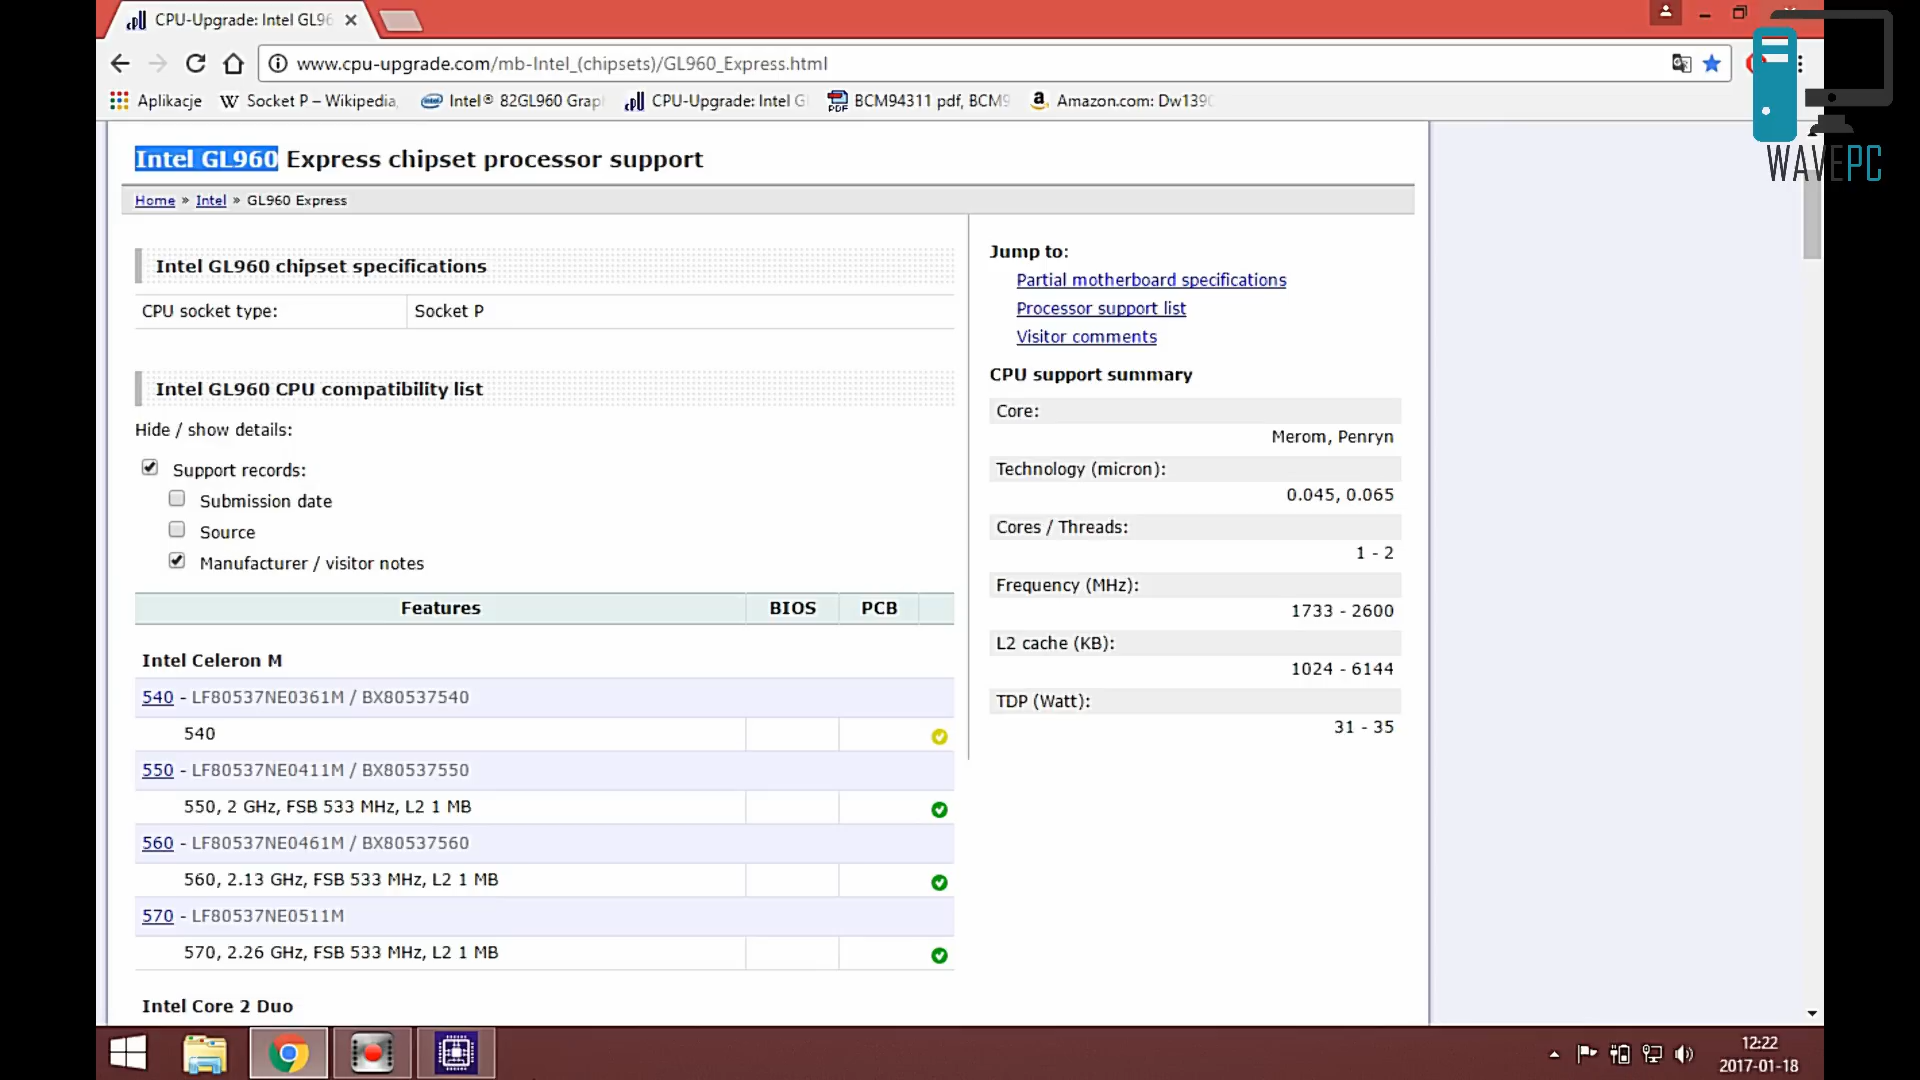 CPU-Upgrade: Intel GL96
www.cpu-upgrade.com/mb-Intel_(chipsets)/GL960_Express.html
Aplikacje
Socket P – Wikipedia,
Intel® 82GL960 Grap
CPU-Upgrade: Intel G
BCM94311 pdf, BCM9
Amazon.com: Dw139
WAVEPC
Intel GL960 Express chipset processor support
Home » Intel » GL960 Express
Intel GL960 chipset specifications
CPU socket type: Socket P
Intel GL960 CPU compatibility list
Hide / show details:
Support records:
Submission date
Source
Manufacturer / visitor notes
Features BIOS PCB
Intel Celeron M
540 - LF80537NE0361M / BX80537540
540
550 - LF80537NE0411M / BX80537550
550, 2 GHz, FSB 533 MHz, L2 1 MB
560 - LF80537NE0461M / BX80537560
560, 2.13 GHz, FSB 533 MHz, L2 1 MB
570 - LF80537NE0511M
570, 2.26 GHz, FSB 533 MHz, L2 1 MB
Intel Core 2 Duo
Jump to:
Partial motherboard specifications
Processor support list
Visitor comments
CPU support summary
Core:
Merom, Penryn
Technology (micron):
0.045, 0.065
Cores / Threads:
1 - 2
Frequency (MHz):
1733 - 2600
L2 cache (KB):
1024 - 6144
TDP (Watt):
31 - 35
12:22
2017-01-18